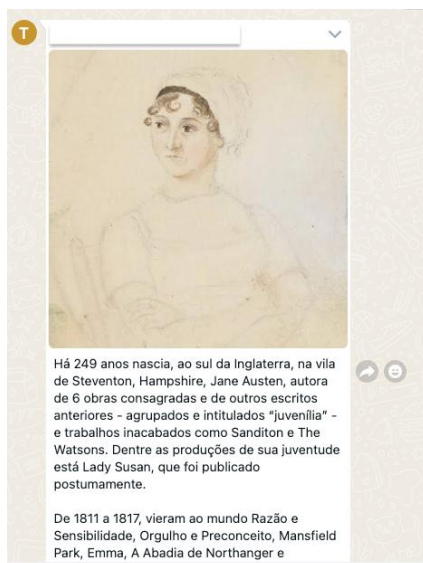 T
Há 249 anos nascia, ao sul da Inglaterra, na vila
de Steventon, Hampshire, Jane Austen, autora
de 6 obras consagradas e de outros escritos
anteriores - agrupados e intitulados “juvenília” -
e trabalhos inacabados como Sanditon e The
Watsons. Dentre as produções de sua juventude
está Lady Susan, que foi publicado
postumamente.
De 1811 a 1817, vieram ao mundo Razão e
Sensibilidade, Orgulho e Preconceito, Mansfield
Park, Emma, A Abadia de Northanger e